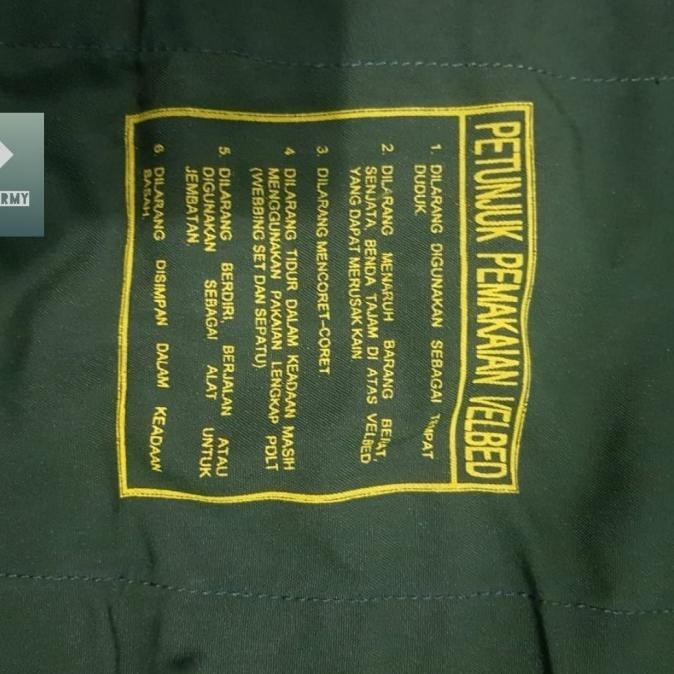 PETUNJUK PEMAKAIAN VELBED
1. DILARANG DIGUNAKAN SEBAGAI TMPAT
DUDUK.
2. DILARANG MENARUH BARANG BERAT,
SENJATA, BENDA TAJAM DI ATAS VELBED
YANG DAPAT MERUSAK KAIN
3. DILARANG MENCORET-CORET
4 DILARANG TIDUR DALAM KEADAAN MASIH
MENGGUNAKAN PAKAIAN LENGKAP PDLT
(WEBBING SET DAN SEPATU)
5. DILARANG BERDIRI, BERJALAN ATAU
DIGUNAKAN SEBAGAI ALAT UNTUK
JEMBATAN
6. DILARANG DISIMPAN DALAM KEADAAN
BASAH.
RMY